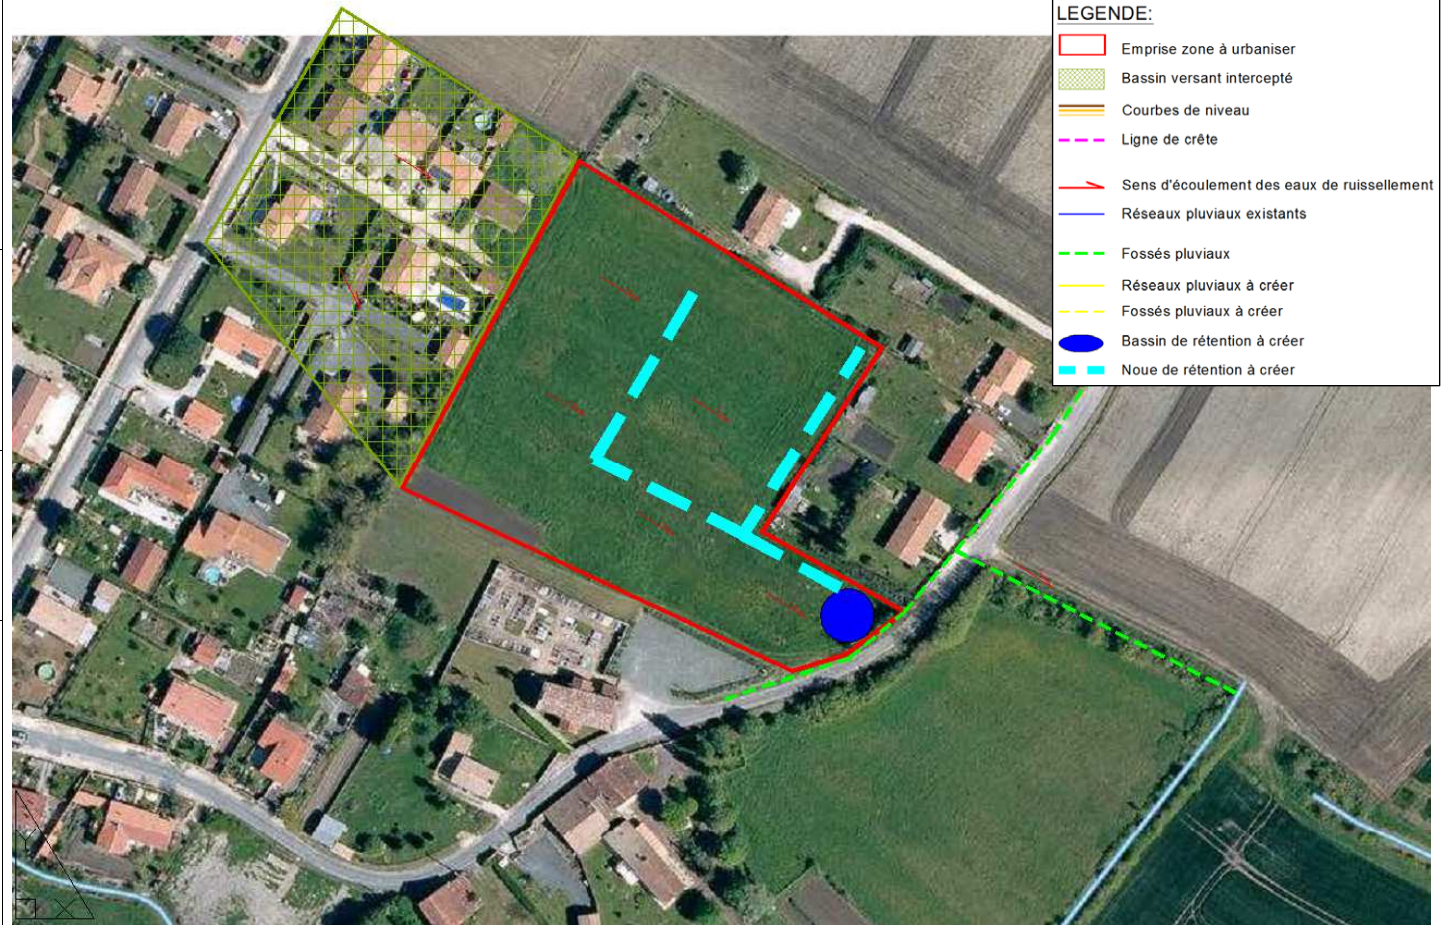 LEGENDE:
Emprise zone à urbaniser
Bassin versant intercepté
Courbes de niveau
Ligne de crête
Sens d'écoulement des eaux de ruissellement
Réseaux pluviaux existants
Fossés pluviaux
Réseaux pluviaux à créer
Fossés pluviaux à créer
Bassin de rétention à créer
Noue de rétention à créer
Y
X